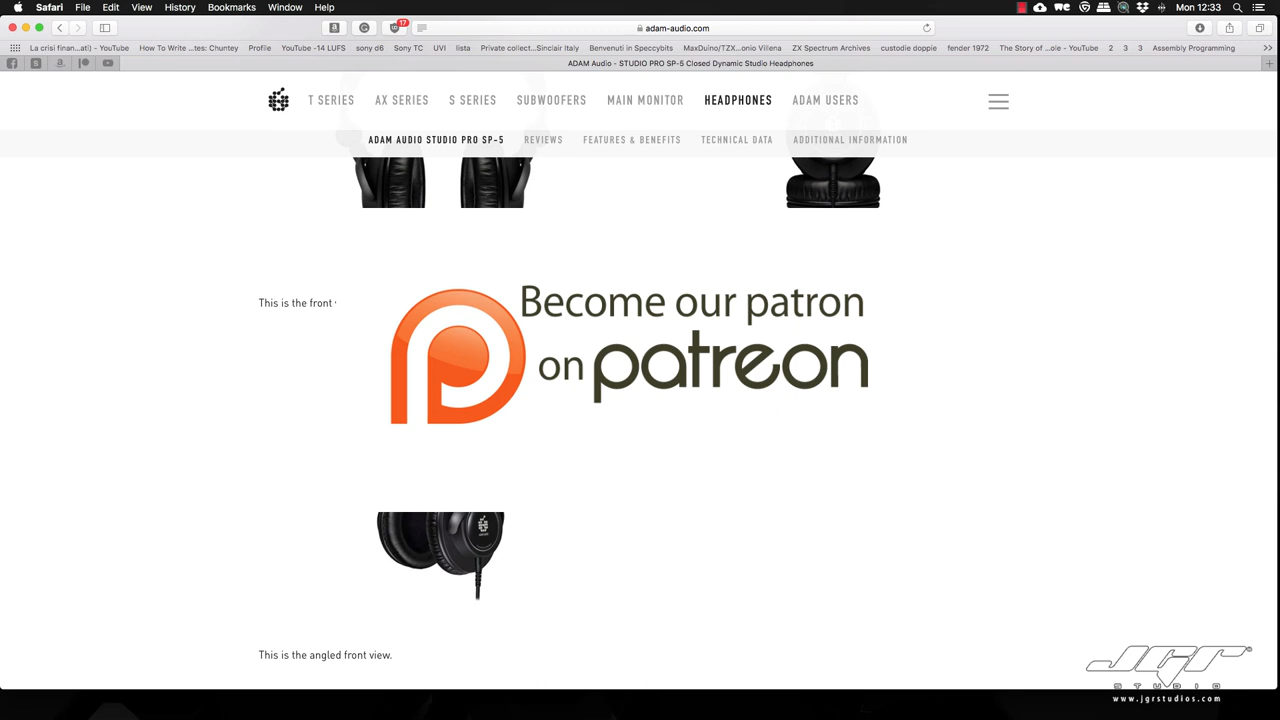 Safari File Edit View History Bookmarks Window Help Mon 12:33
17
adam-audio.com
La crisi finan...ati) - YouTube How To Write ...tes: Chuntey Profile YouTube -14 LUFS sony d6 Sony TC UVI lista Private collect...Sinclair Italy Benvenuti in Speccybits MaxDuino/TZX...onio Villena ZX Spectrum Archives custodie doppie fender 1972 The Story of ...oie - YouTube 2 3 3 Assembly Programming >>
ADAM Audio - STUDIO PRO SP-5 Closed Dynamic Studio Headphones
T SERIES AX SERIES S SERIES SUBWOOFERS MAIN MONITOR HEADPHONES ADAM USERS
ADAM AUDIO STUDIO PRO SP-5 REVIEWS FEATURES & BENEFITS TECHNICAL DATA ADDITIONAL INFORMATION
This is the front
Become our patron
on patreon
This is the angled front view.
JGR
STUDIO
www.jgrstudios.com